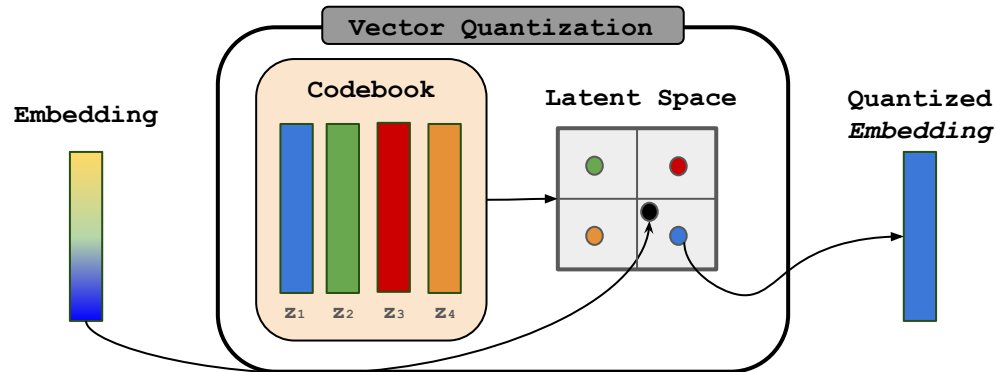 Vector Quantization
Codebook
Latent Space
Embedding
Quantized
Embedding
z1 z2 z3 z4